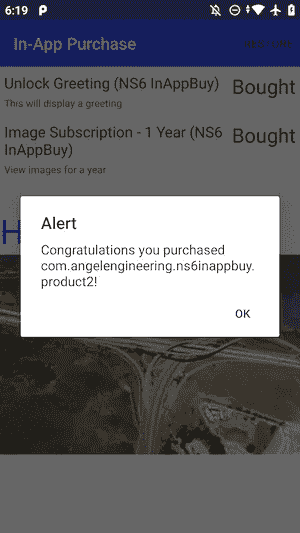 6:19
In-App Purchase
Unlock Greeting (NS6 InAppBuy)
Bought
This will display a greeting
Image Subscription - 1 Year (NS6
InAppBuy)
Bought
View images for a year
H
Alert
Congratulations you purchased
com.angelengineering.ns6inappbuy.
product2!
OK